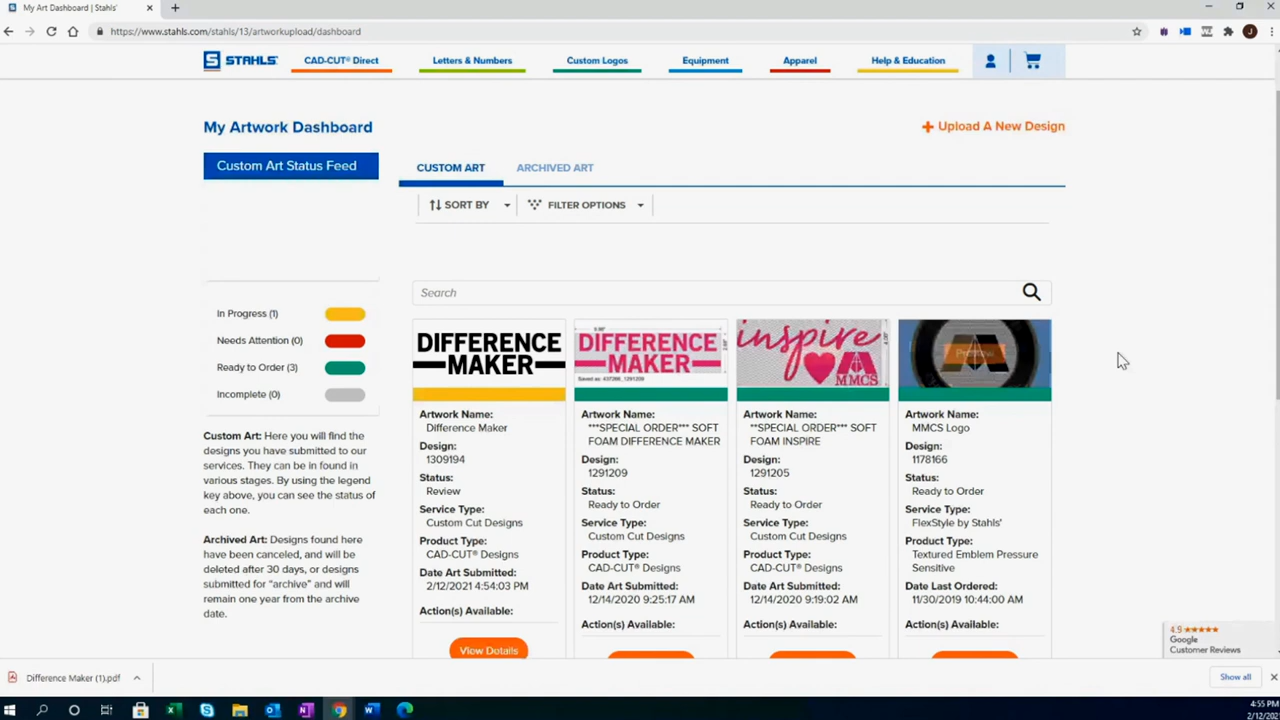 My Art Dashboard | Stahls'
https://www.stahls.com/stahls/13/artworkupload/dashboard
STAHLS'
CAD-CUT® Direct
Letters & Numbers
Custom Logos
Equipment
Apparel
Help & Education
My Artwork Dashboard
+ Upload A New Design
Custom Art Status Feed
CUSTOM ART
ARCHIVED ART
SORT BY
FILTER OPTIONS
Search
In Progress (1)
Needs Attention (0)
Ready to Order (3)
Incomplete (0)
Custom Art: Here you will find the
designs you have submitted to our
services. They can be in found in
various stages. By using the legend
key above, you can see the status of
each one.
Archived Art: Designs found here
have been canceled, and will be
deleted after 30 days, or designs
submitted for "archive" and will
remain one year from the archive
date.
DIFFERENCE
MAKER
Artwork Name:
Difference Maker
Design:
1309194
Status:
Review
Service Type:
Custom Cut Designs
Product Type:
CAD-CUT® Designs
Date Art Submitted:
2/12/2021 4:54:03 PM
Action(s) Available:
View Details
DIFFERENCE
MAKER
Artwork Name:
***SPECIAL ORDER*** SOFT
FOAM DIFFERENCE MAKER
Design:
1291209
Status:
Ready to Order
Service Type:
Custom Cut Designs
Product Type:
CAD-CUT® Designs
Date Art Submitted:
12/14/2020 9:25:17 AM
Action(s) Available:
inspire
MMCS
Artwork Name:
**SPECIAL ORDER*** SOFT
FOAM INSPIRE
Design:
1291205
Status:
Ready to Order
Service Type:
Custom Cut Designs
Product Type:
CAD-CUT® Designs
Date Art Submitted:
12/14/2020 9:19:02 AM
Action(s) Available:
Artwork Name:
MMCS Logo
Design:
1178166
Status:
Ready to Order
Service Type:
FlexStyle by Stahls'
Product Type:
Textured Emblem Pressure
Sensitive
Date Last Ordered:
11/30/2019 10:44:00 AM
Action(s) Available:
4.9
Google
Customer Reviews
Difference Maker (1).pdf
Show all
4:55 PM